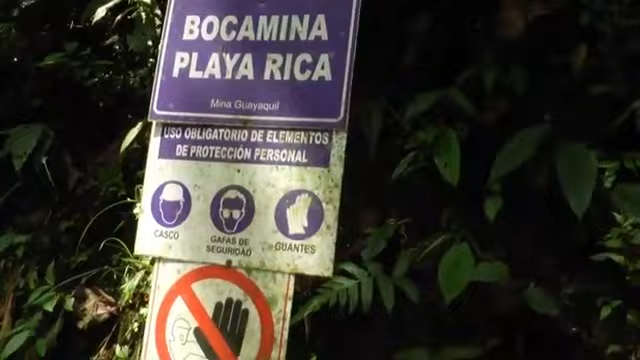 BOCAMINA
PLAYA RICA
Mina Guayaquil
USO OBLIGATORIO DE ELEMENTOS
DE PROTECCIÓN PERSONAL
CASCO
GAFAS DE
SEGURIDAD
GUANTES